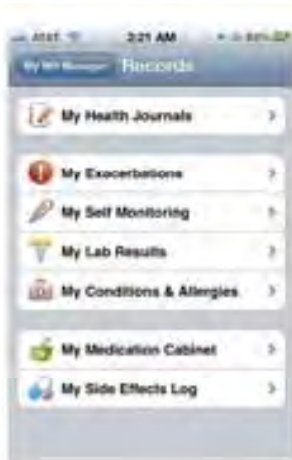 AT&T 2:21 AM
My MS Manager Records
My Health Journals
My Exacerbations
My Self Monitoring
My Lab Results
My Conditions & Allergies
My Medication Cabinet
My Side Effects Log